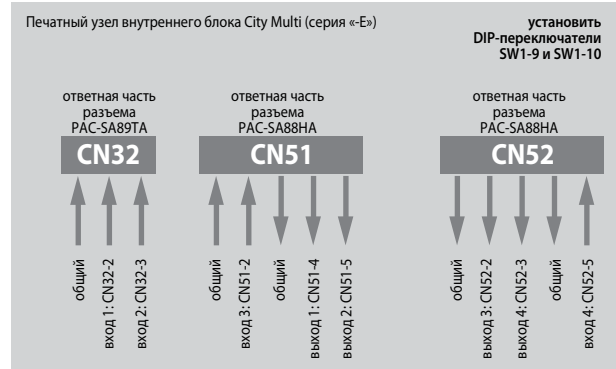 Печатный узел внутреннего блока City Multi (серия «-E»)
установить
DIP-переключатели
SW1-9 и SW1-10
ответная часть
разъема
PAC-SA89TA
CN32
общий
вход 1: CN32-2
вход 2: CN32-3
ответная часть
разъема
PAC-SA88HA
CN51
общий
вход 3: CN51-2
общий
выход 1: CN51-4
выход 2: CN51-5
ответная часть
разъема
PAC-SA88HA
CN52
общий
выход 3: CN52-2
выход 4: CN52-3
общий
вход 4: CN52-5